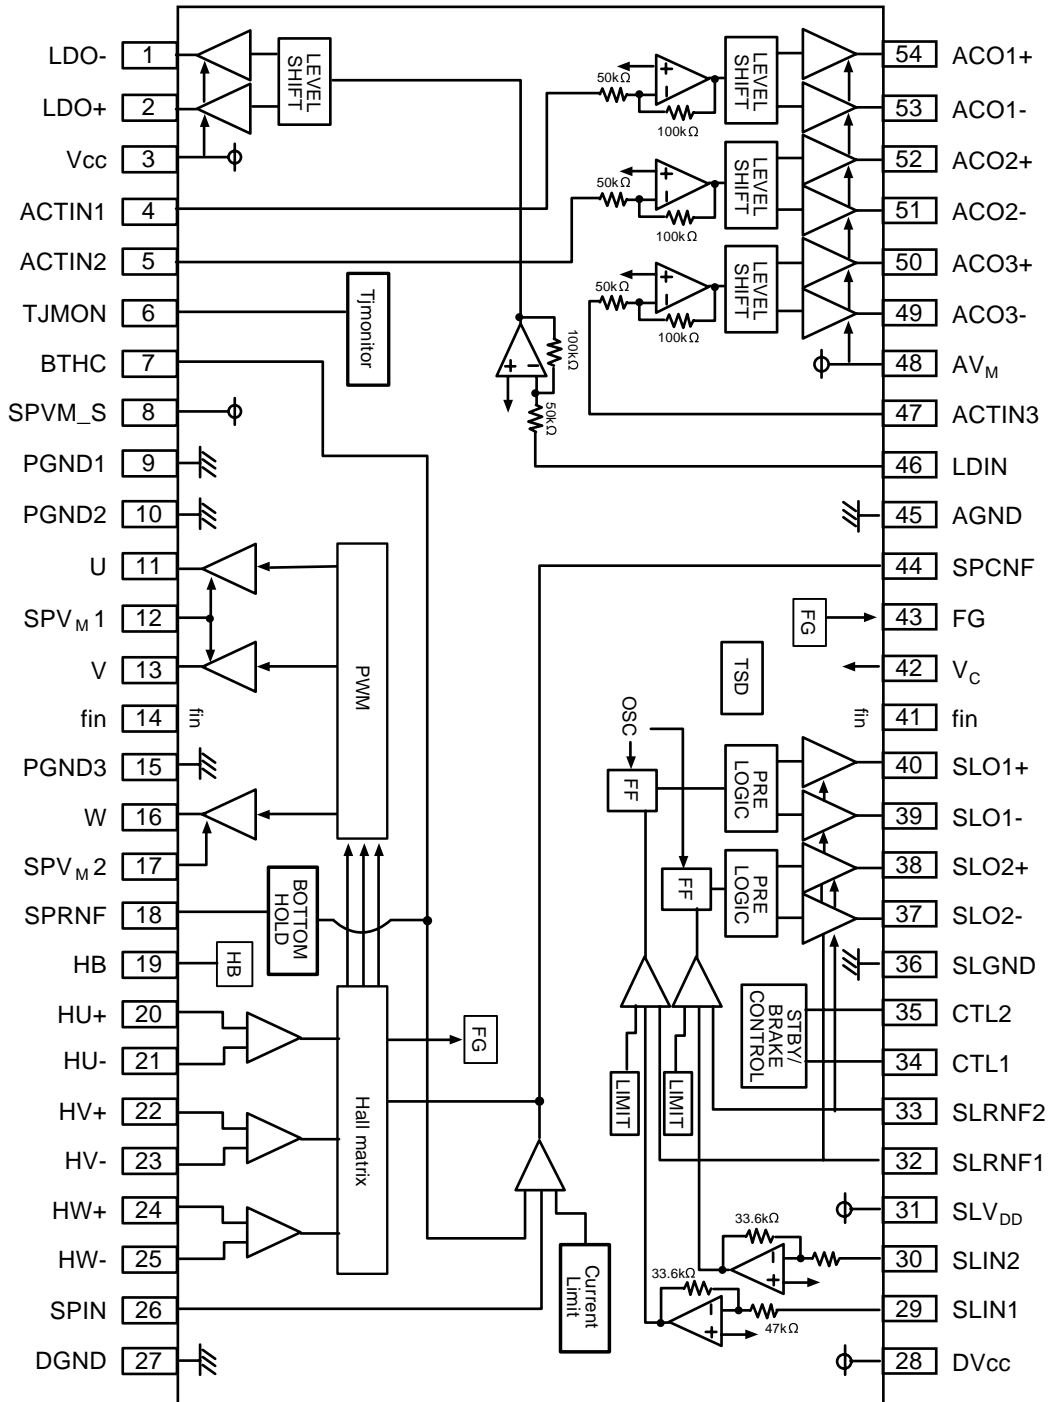 LDO- 1
LDO+ 2
Vcc 3
ACTIN1 4
ACTIN2 5
TJMON 6
BTHC 7
SPVM_S 8
PGND1 9
PGND2 10
U 11
SPVM1 12
V 13
fin 14 fin
PGND3 15
W 16
SPVM2 17
SPRNF 18
HB 19
HU+ 20
HU- 21
HV+ 22
HV- 23
HW+ 24
HW- 25
SPIN 26
DGND 27
LEVEL
SHIFT
Tjmonitor
PWM
BOTTOM
HOLD
HB
Hall matrix
FG
Current
Limit
+ -
100kΩ
50kΩ
50kΩ
+
-
100kΩ
LEVEL
SHIFT
50kΩ
+
-
100kΩ
LEVEL
SHIFT
50kΩ
+
-
100kΩ
LEVEL
SHIFT
FG
TSD
OSC
FF
PRE
LOGIC
FF
PRE
LOGIC
LIMIT
LIMIT
STBY/
BRAKE
CONTROL
33.6kΩ
-
+
33.6kΩ
-
+
47kΩ
54 ACO1+
53 ACO1-
52 ACO2+
51 ACO2-
50 ACO3+
49 ACO3-
48 AVM
47 ACTIN3
46 LDIN
45 AGND
44 SPCNF
43 FG
42 VC
fin 41 fin
40 SLO1+
39 SLO1-
38 SLO2+
37 SLO2-
36 SLGND
35 CTL2
34 CTL1
33 SLRNF2
32 SLRNF1
31 SLVDD
30 SLIN2
29 SLIN1
28 DVcc